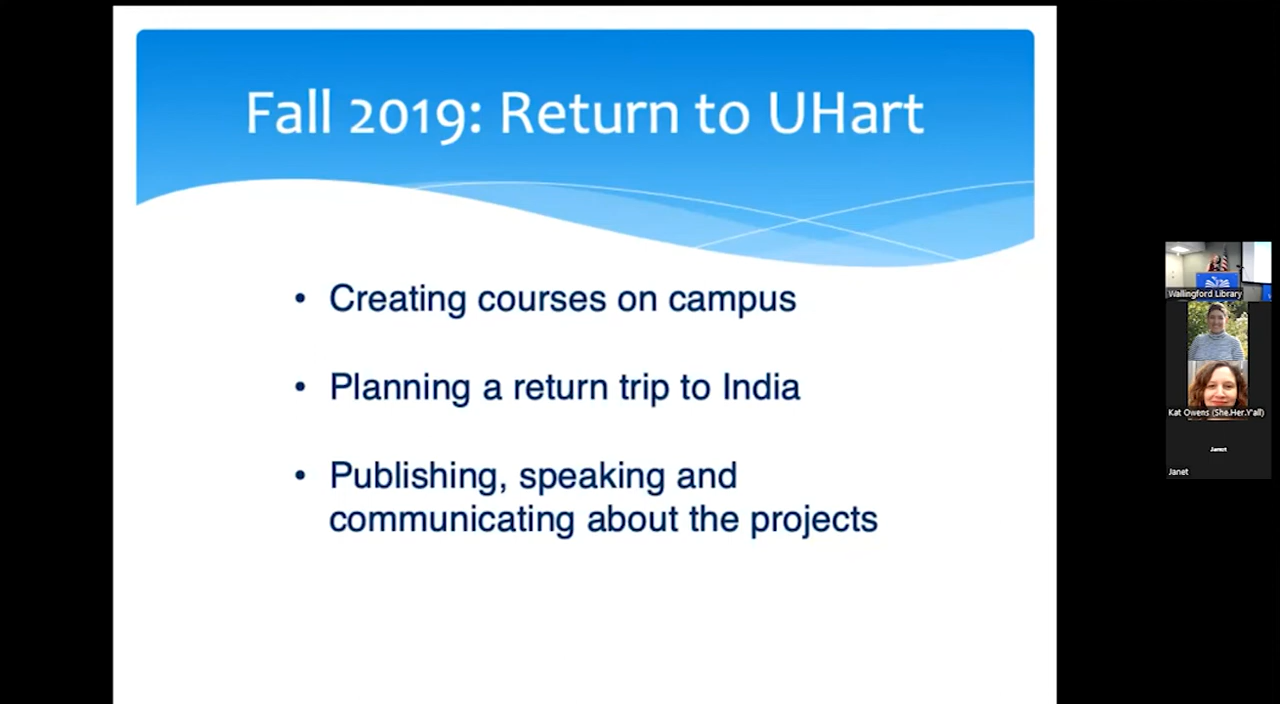 Fall 2019: Return to UHart
• Creating courses on campus
• Planning a return trip to India
• Publishing, speaking and
communicating about the projects
Wallingford Library
Kat Owens (She.Her.Y'all)
Janet
Janet